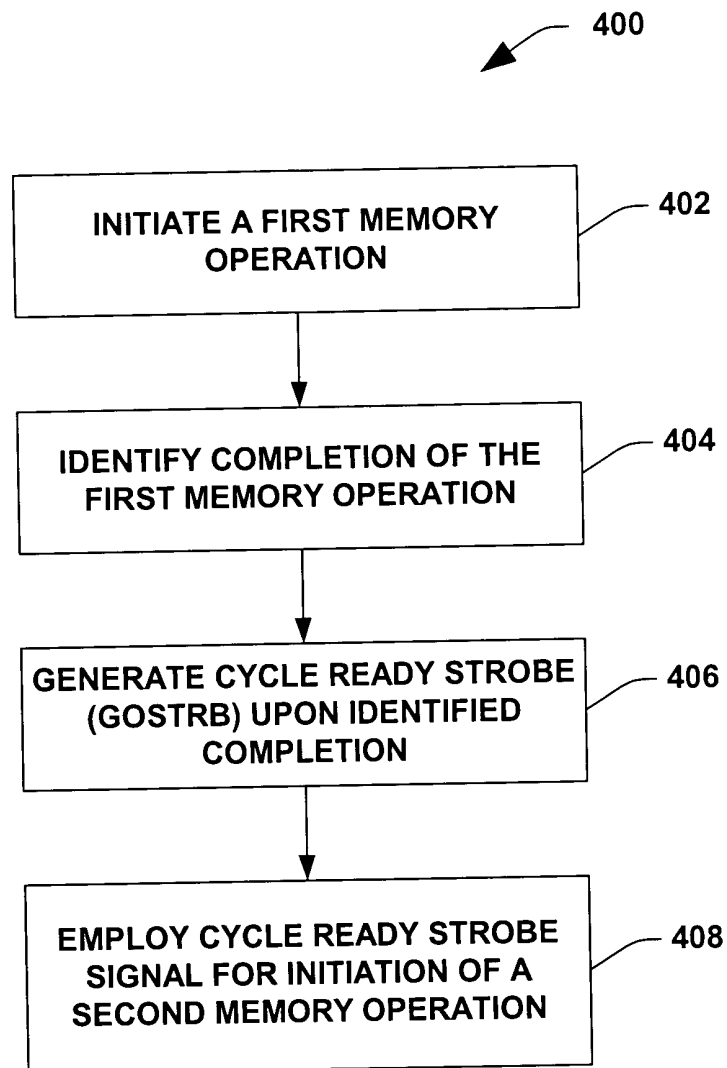 400
INITIATE A FIRST MEMORY
OPERATION
402
IDENTIFY COMPLETION OF THE
FIRST MEMORY OPERATION
404
GENERATE CYCLE READY STROBE
(GOSTRB) UPON IDENTIFIED
COMPLETION
406
EMPLOY CYCLE READY STROBE
SIGNAL FOR INITIATION OF A
SECOND MEMORY OPERATION
408